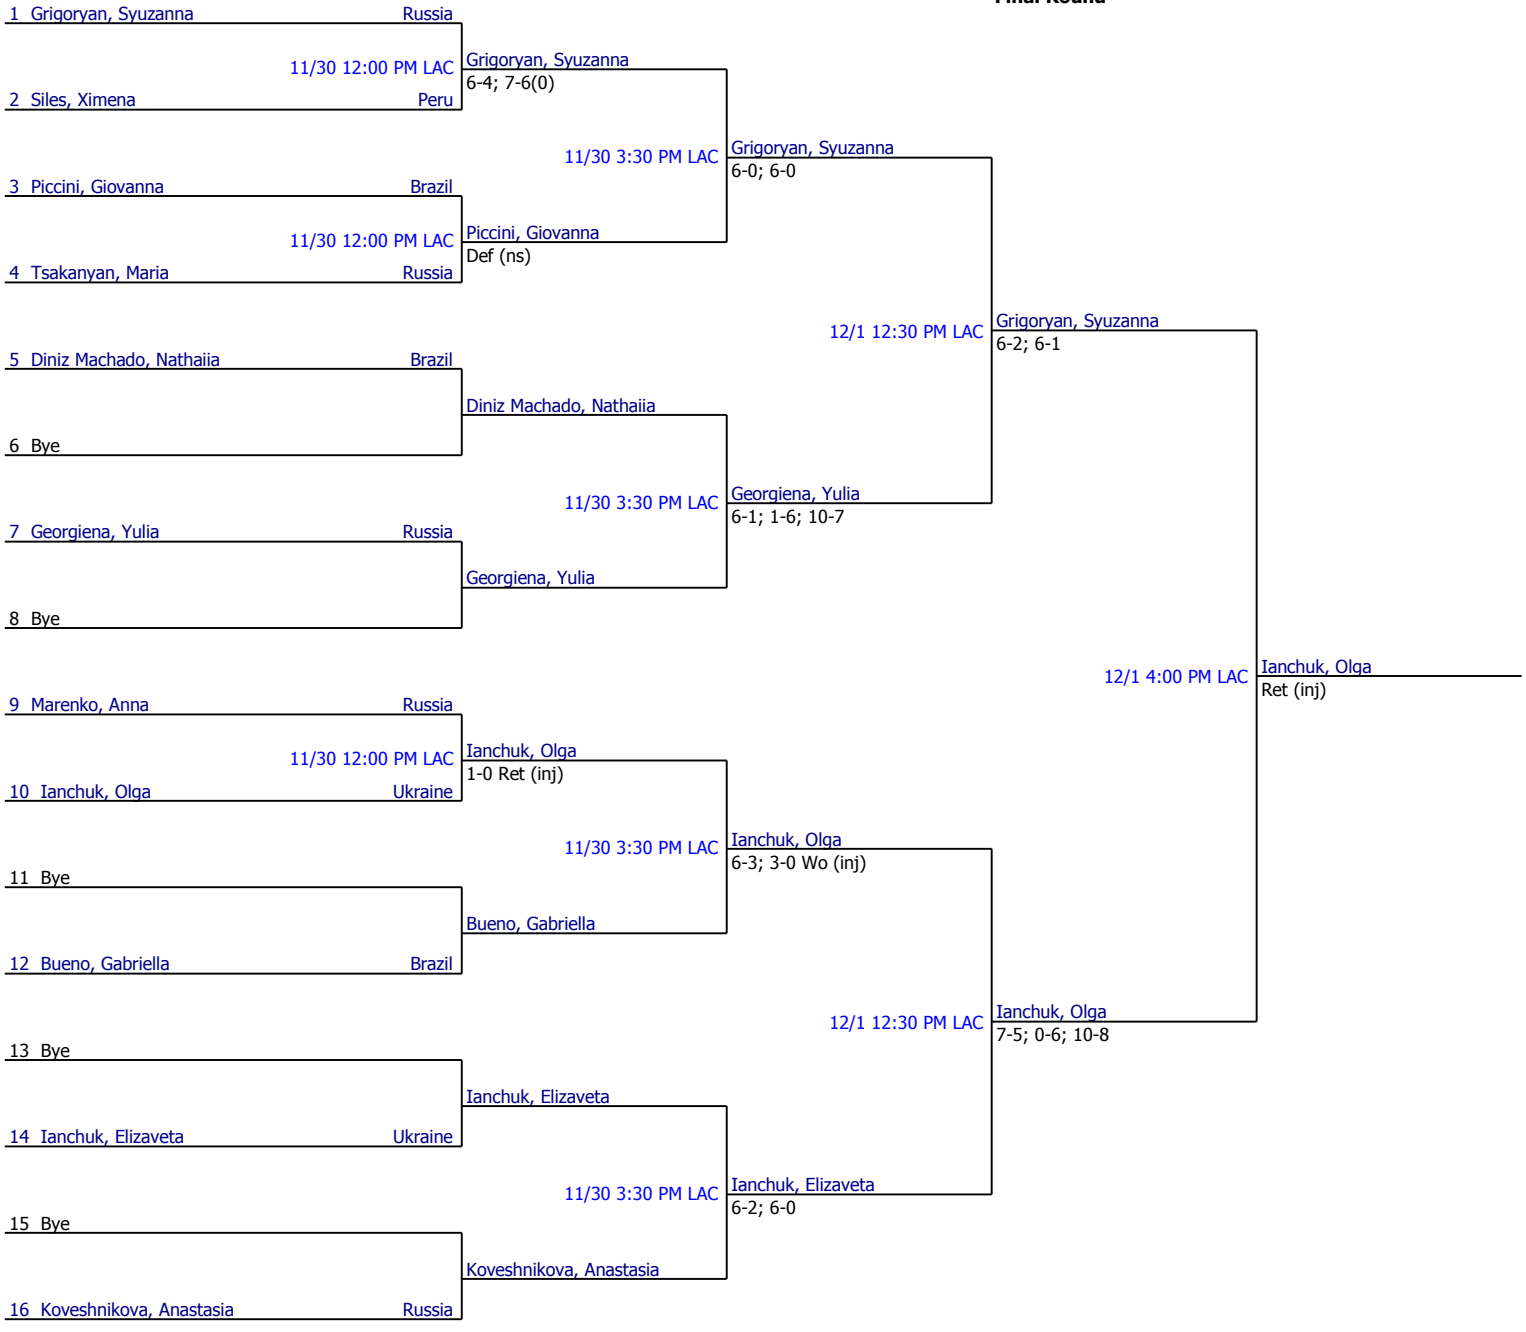 Final Round
1 Grigoryan, Syuzanna Russia
11/30 12:00 PM LAC
Grigoryan, Syuzanna
6-4; 7-6(0)
2 Siles, Ximena Peru
11/30 3:30 PM LAC
Grigoryan, Syuzanna
6-0; 6-0
3 Piccini, Giovanna Brazil
11/30 12:00 PM LAC
Piccini, Giovanna
Def (ns)
4 Tsakanyan, Maria Russia
12/1 12:30 PM LAC
Grigoryan, Syuzanna
6-2; 6-1
5 Diniz Machado, Nathaiia Brazil
Diniz Machado, Nathaiia
6 Bye
11/30 3:30 PM LAC
Georgiena, Yulia
6-1; 1-6; 10-7
7 Georgiena, Yulia Russia
Georgiena, Yulia
8 Bye
12/1 4:00 PM LAC
Ianchuk, Olga
Ret (inj)
9 Marenko, Anna Russia
11/30 12:00 PM LAC
Ianchuk, Olga
1-0 Ret (inj)
10 Ianchuk, Olga Ukraine
11/30 3:30 PM LAC
Ianchuk, Olga
6-3; 3-0 Wo (inj)
11 Bye
Bueno, Gabriella
12 Bueno, Gabriella Brazil
12/1 12:30 PM LAC
Ianchuk, Olga
7-5; 0-6; 10-8
13 Bye
Ianchuk, Elizaveta
14 Ianchuk, Elizaveta Ukraine
11/30 3:30 PM LAC
Ianchuk, Elizaveta
6-2; 6-0
15 Bye
Koveshnikova, Anastasia
16 Koveshnikova, Anastasia Russia